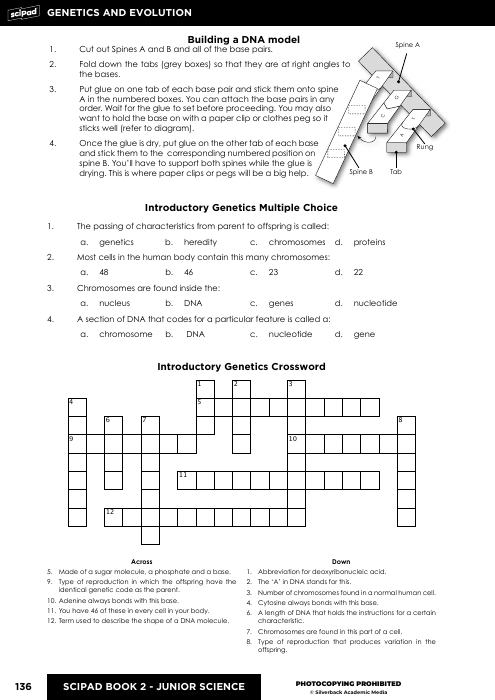 scipad GENETICS AND EVOLUTION
Building a DNA model
1. Cut out Spines A and B and all of the base pairs.
2. Fold down the tabs (grey boxes) so that they are at right angles to
the bases.
3. Put glue on one tab of each base pair and stick them onto spine
A in the numbered boxes. You can attach the base pairs in any
order. Wait for the glue to set before proceeding. You may also
want to hold the base on with a paper clip or clothes peg so it
sticks well (refer to diagram).
4. Once the glue is dry, put glue on the other tab of each base
and stick them to the corresponding numbered position on
spine B. You'll have to support both spines while the glue is
drying. This is where paper clips or pegs will be a big help.
Spine A
Rung
Spine B
Tab
Introductory Genetics Multiple Choice
1. The passing of characteristics from parent to offspring is called:
a. genetics b. heredity c. chromosomes d. proteins
2. Most cells in the human body contain this many chromosomes:
a. 48 b. 46 c. 23 d. 22
3. Chromosomes are found inside the:
a. nucleus b. DNA c. genes d. nucleotide
4. A section of DNA that codes for a particular feature is called a:
a. chromosome b. DNA c. nucleotide d. gene
Introductory Genetics Crossword
1 2 3
4 5
6 7 8
9 10
11
12
Across
5. Made of a sugar molecule, a phosphate and a base.
9. Type of reproduction in which the offspring have the
identical genetic code as the parent.
10. Adenine always bonds with this base.
11. You have 46 of these in every cell in your body.
12. Term used to describe the shape of a DNA molecule.
Down
1. Abbreviation for deoxyribonucleic acid.
2. The 'A' in DNA stands for this.
3. Number of chromosomes found in a normal human cell.
4. Cytosine always bonds with this base.
6. A length of DNA that holds the instructions for a certain
characteristic.
7. Chromosomes are found in this part of a cell.
8. Type of reproduction that produces variation in the
offspring.
136 SCIPAD BOOK 2 - JUNIOR SCIENCE
PHOTOCOPYING PROHIBITED
© Silverback Academic Media